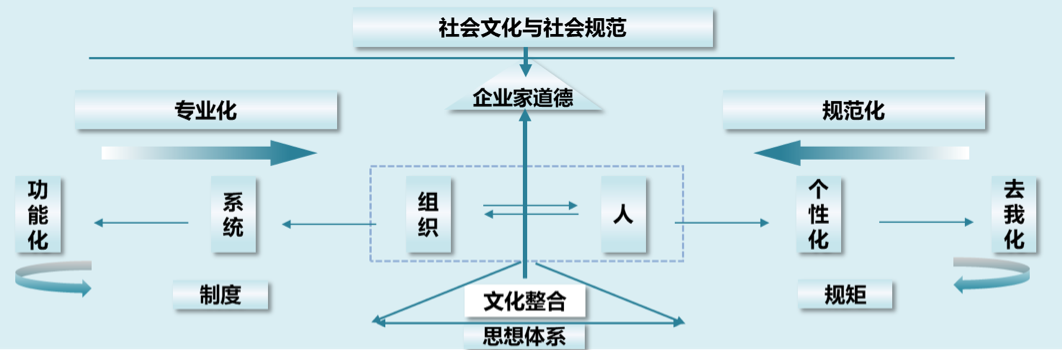 社会文化与社会规范
企业家道德
专业化
规范化
功能化
系统
组织
人
个性化
去我化
制度
文化整合
规矩
思想体系